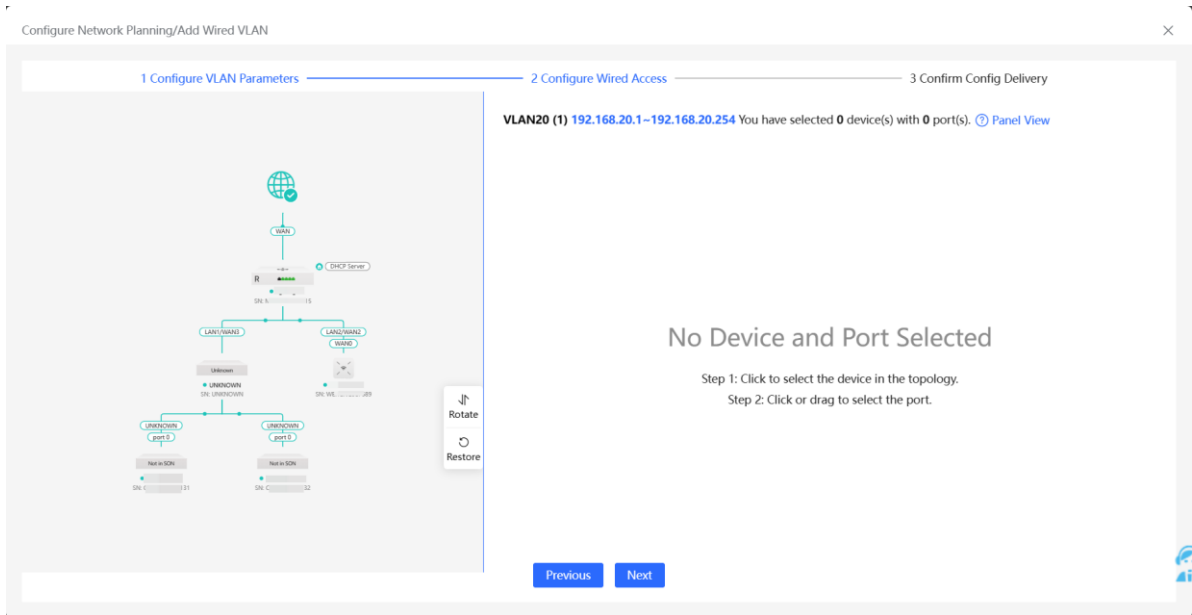 Configure Network Planning/Add Wired VLAN
1 Configure VLAN Parameters
2 Configure Wired Access
3 Confirm Config Delivery
VLAN20 (1) 192.168.20.1~192.168.20.254 You have selected 0 device(s) with 0 port(s). Panel View
WAN
DHCP Server
R
SN:
LAN1/WAN3
LAN2/WAN2
WAN0
Unknown
UNKNOWN
SN: UNKNOWN
SN:
UNKNOWN
UNKNOWN
port 0
port 0
Not in SON
Not in SON
SN:
SN:
Rotate
Restore
No Device and Port Selected
Step 1: Click to select the device in the topology.
Step 2: Click or drag to select the port.
Previous
Next